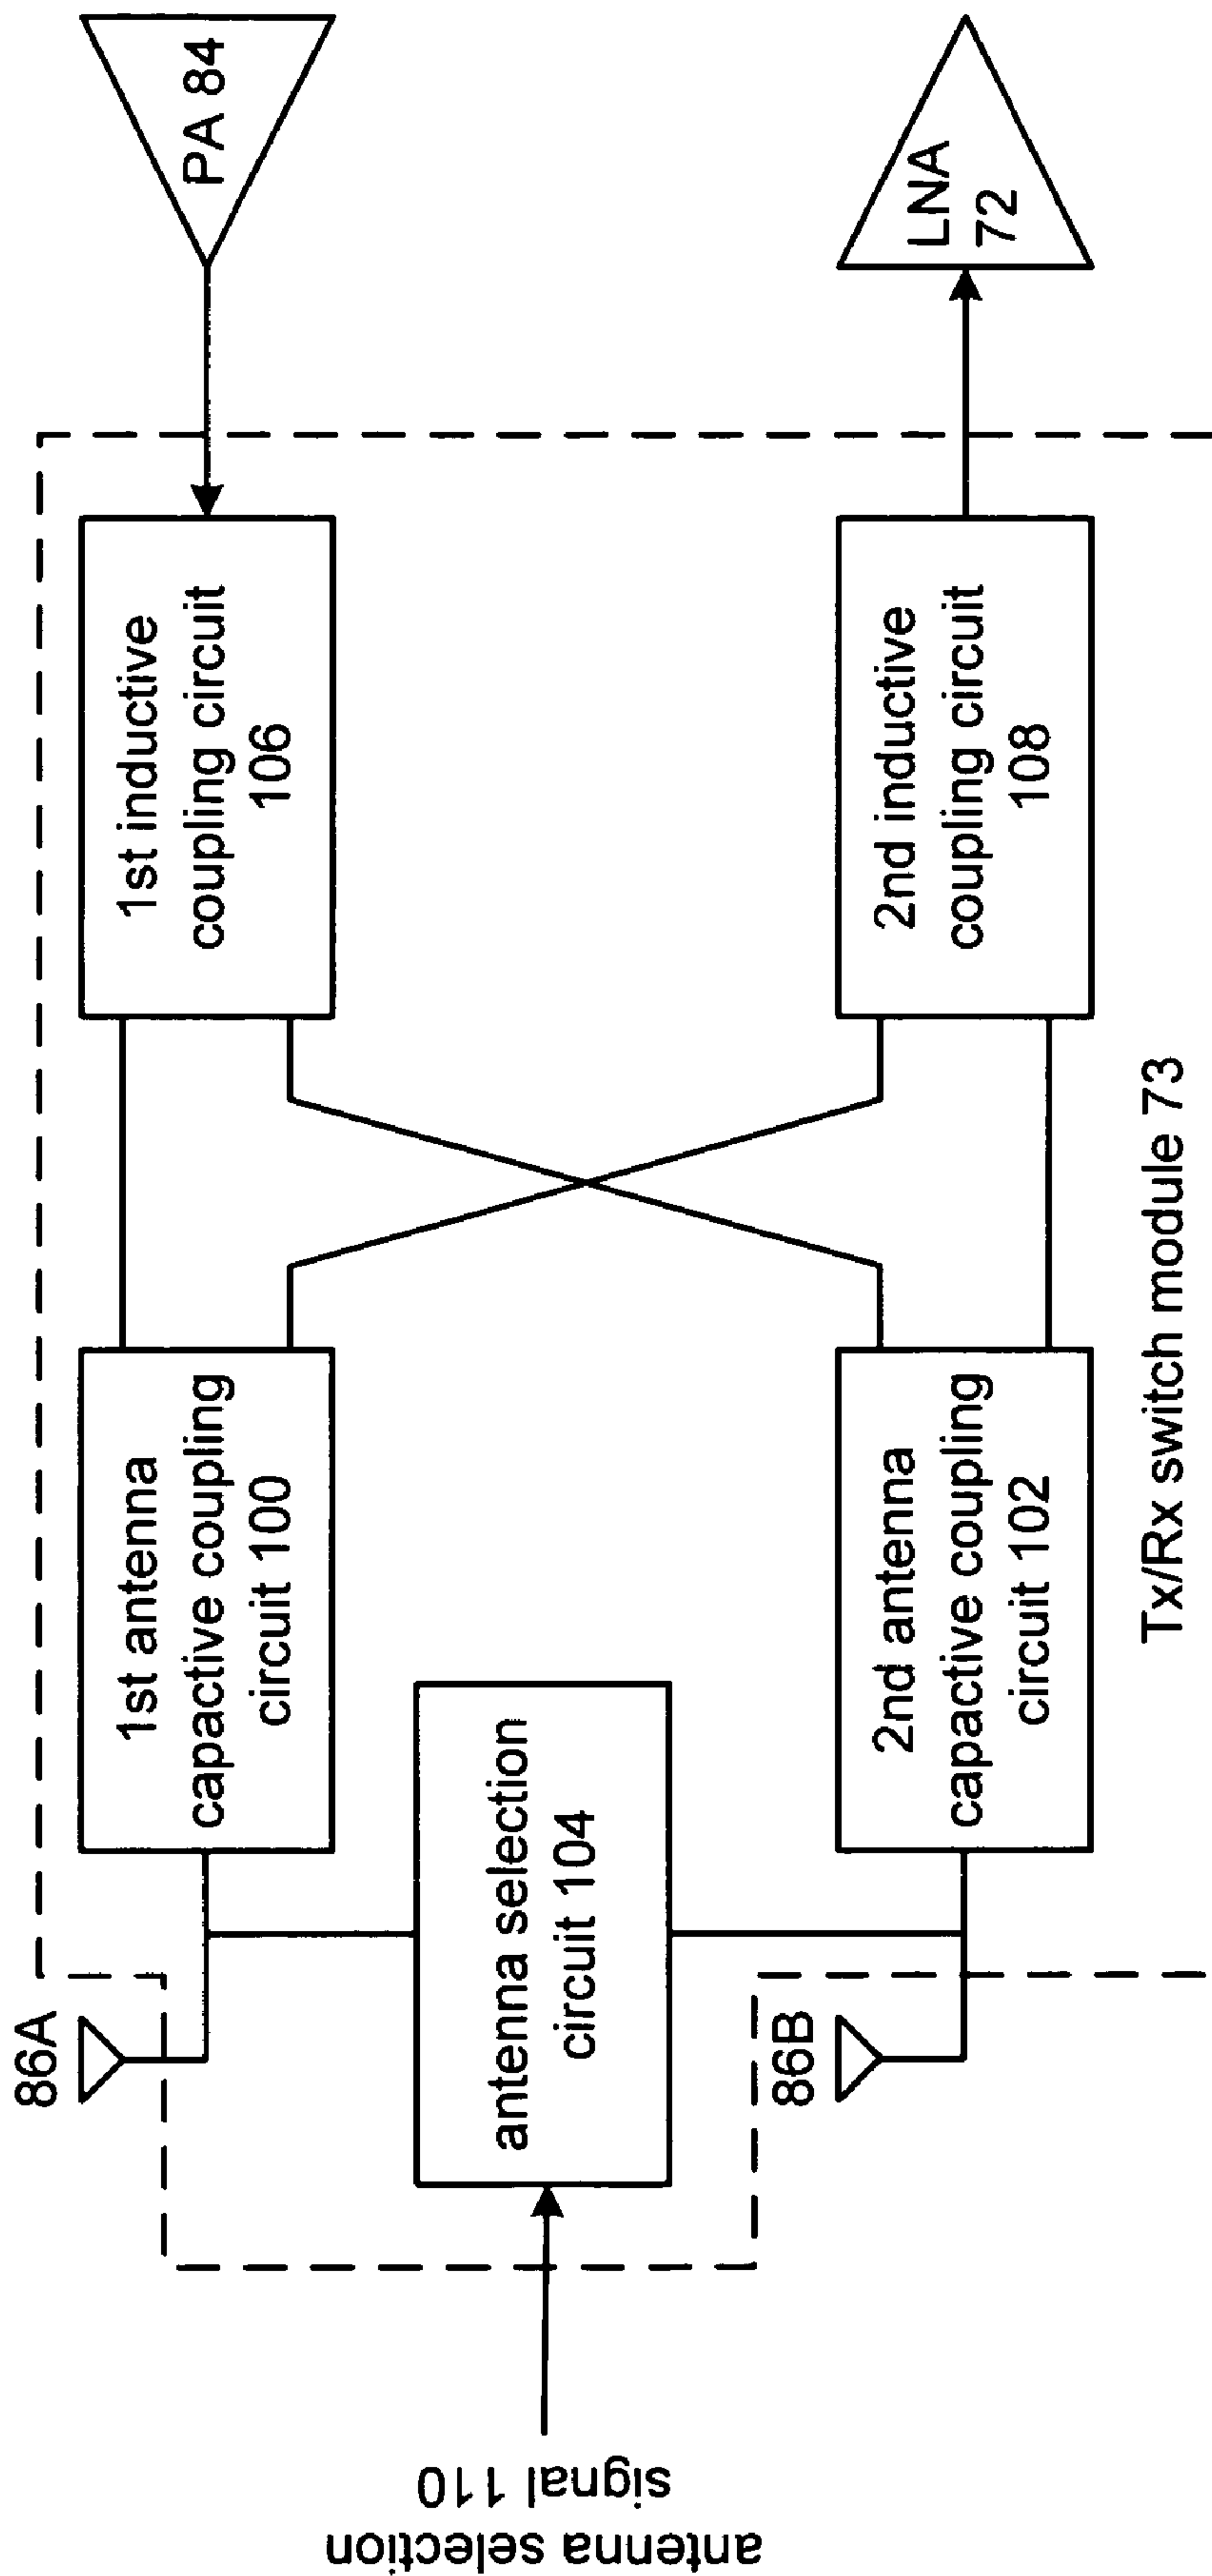 86A
1st antenna
capactive coupling
circuit 100
1st inductive
coupling circuit
106
PA 84
antenna selection
signal 110
antenna selection
circuit 104
86B
2nd antenna
capactive coupling
circuit 102
2nd inductive
coupling circuit
108
LNA
72
Tx/Rx switch module 73